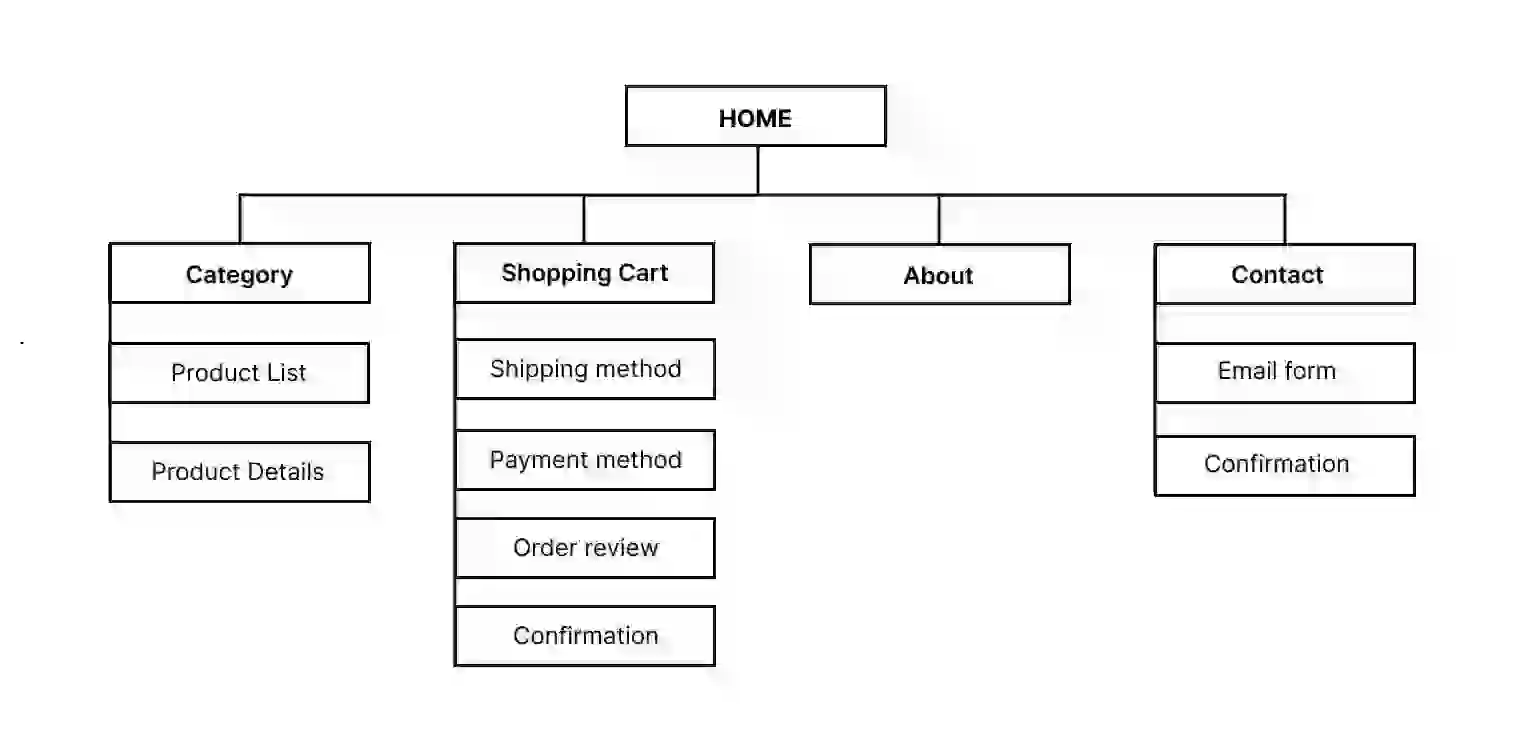 HOME
Category
Shopping Cart
About
Contact
Product List
Shipping method
Email form
Product Details
Payment method
Confirmation
Order review
Confirmation